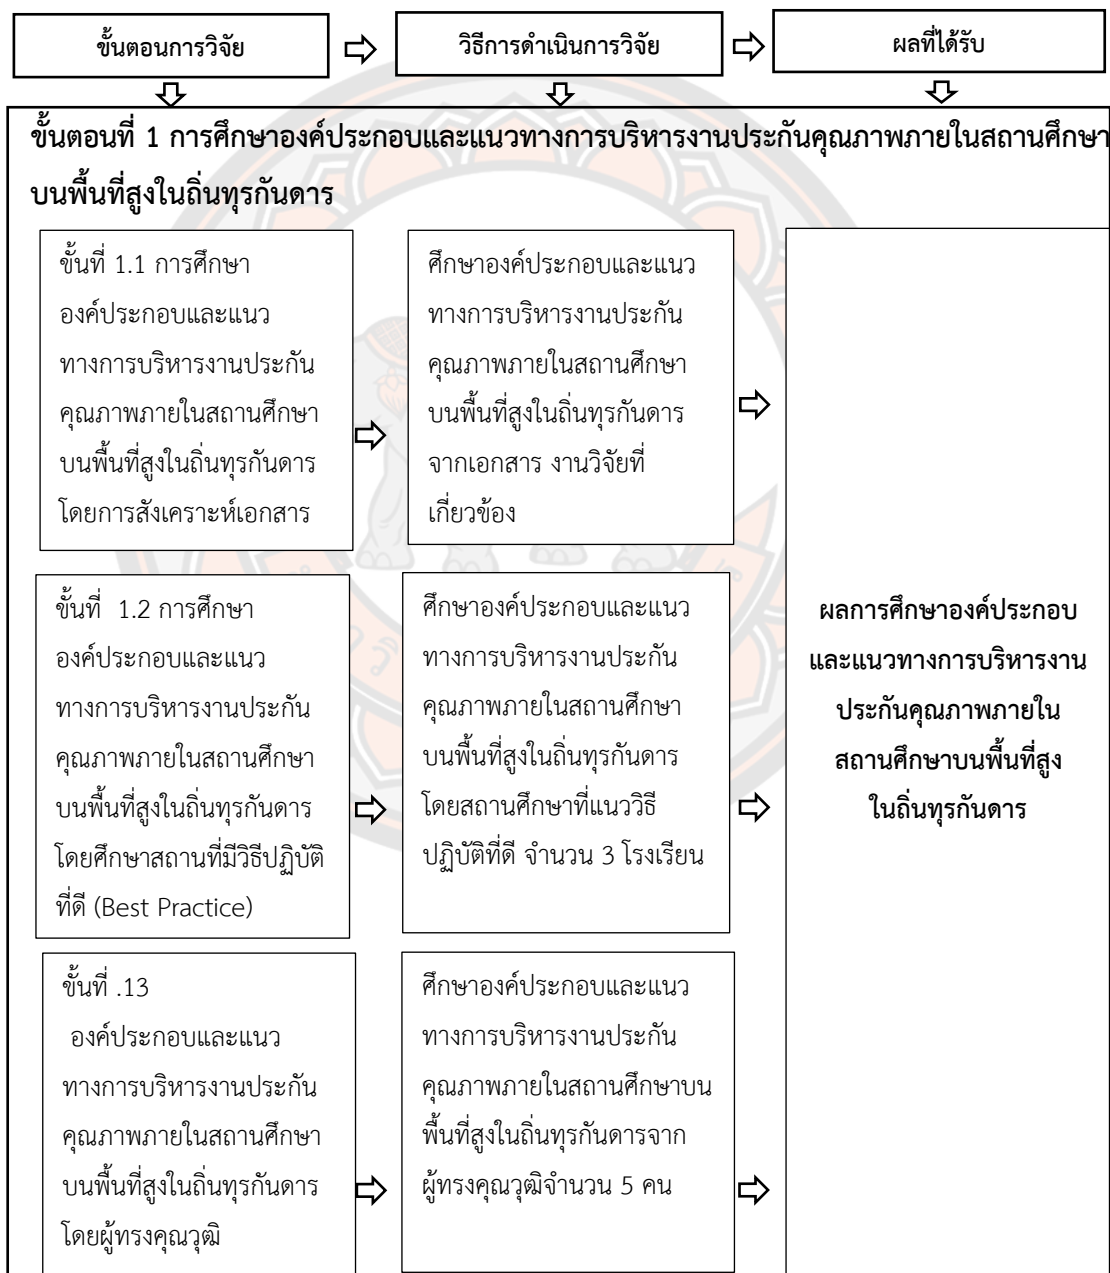 ขั้นตอนการวิจัย
วิธีการดำเนินการวิจัย
ผลที่ได้รับ
ขั้นตอนที่ 1 การศึกษาองค์ประกอบและแนวทางการบริหารงานประกันคุณภาพภายในสถานศึกษา
บนพื้นที่สูงในถิ่นทุรกันดาร
ขั้นที่ 1.1 การศึกษา
องค์ประกอบและแนว
ทางการบริหารงานประกัน
คุณภาพภายในสถานศึกษา
บนพื้นที่สูงในถิ่นทุรกันดาร
โดยการสังเคราะห์เอกสาร
ศึกษาองค์ประกอบและแนว
ทางการบริหารงานประกัน
คุณภาพภายในสถานศึกษา
บนพื้นที่สูงในถิ่นทุรกันดาร
จากเอกสาร งานวิจัยที่
เกี่ยวข้อง
ขั้นที่ 1.2 การศึกษา
องค์ประกอบและแนว
ทางการบริหารงานประกัน
คุณภาพภายในสถานศึกษา
บนพื้นที่สูงในถิ่นทุรกันดาร
โดยศึกษาสถานที่มีวิธีปฏิบัติ
ที่ดี (Best Practice)
ศึกษาองค์ประกอบและแนว
ทางการบริหารงานประกัน
คุณภาพภายในสถานศึกษา
บนพื้นที่สูงในถิ่นทุรกันดาร
โดยสถานศึกษาที่แนววิธี
ปฏิบัติที่ดี จำนวน 3 โรงเรียน
ขั้นที่ .13
องค์ประกอบและแนว
ทางการบริหารงานประกัน
คุณภาพภายในสถานศึกษา
บนพื้นที่สูงในถิ่นทุรกันดาร
โดยผู้ทรงคุณวุฒิ
ศึกษาองค์ประกอบและแนว
ทางการบริหารงานประกัน
คุณภาพภายในสถานศึกษาบน
พื้นที่สูงในถิ่นทุรกันดารจาก
ผู้ทรงคุณวุฒิจำนวน 5 คน
ผลการศึกษาองค์ประกอบ
และแนวทางการบริหารงาน
ประกันคุณภาพภายใน
สถานศึกษาบนพื้นที่สูง
ในถิ่นทุรกันดาร